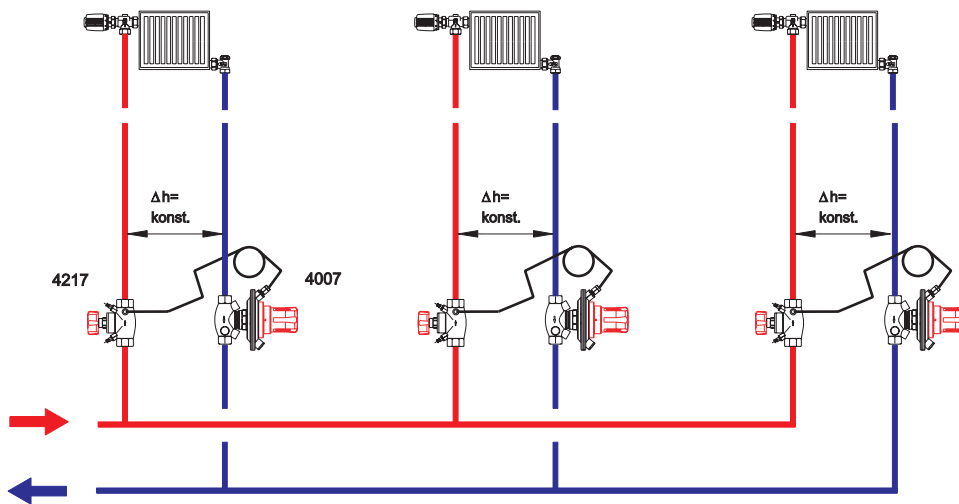 Δh=
konst.
Δh=
konst.
Δh=
konst.
4217
4007